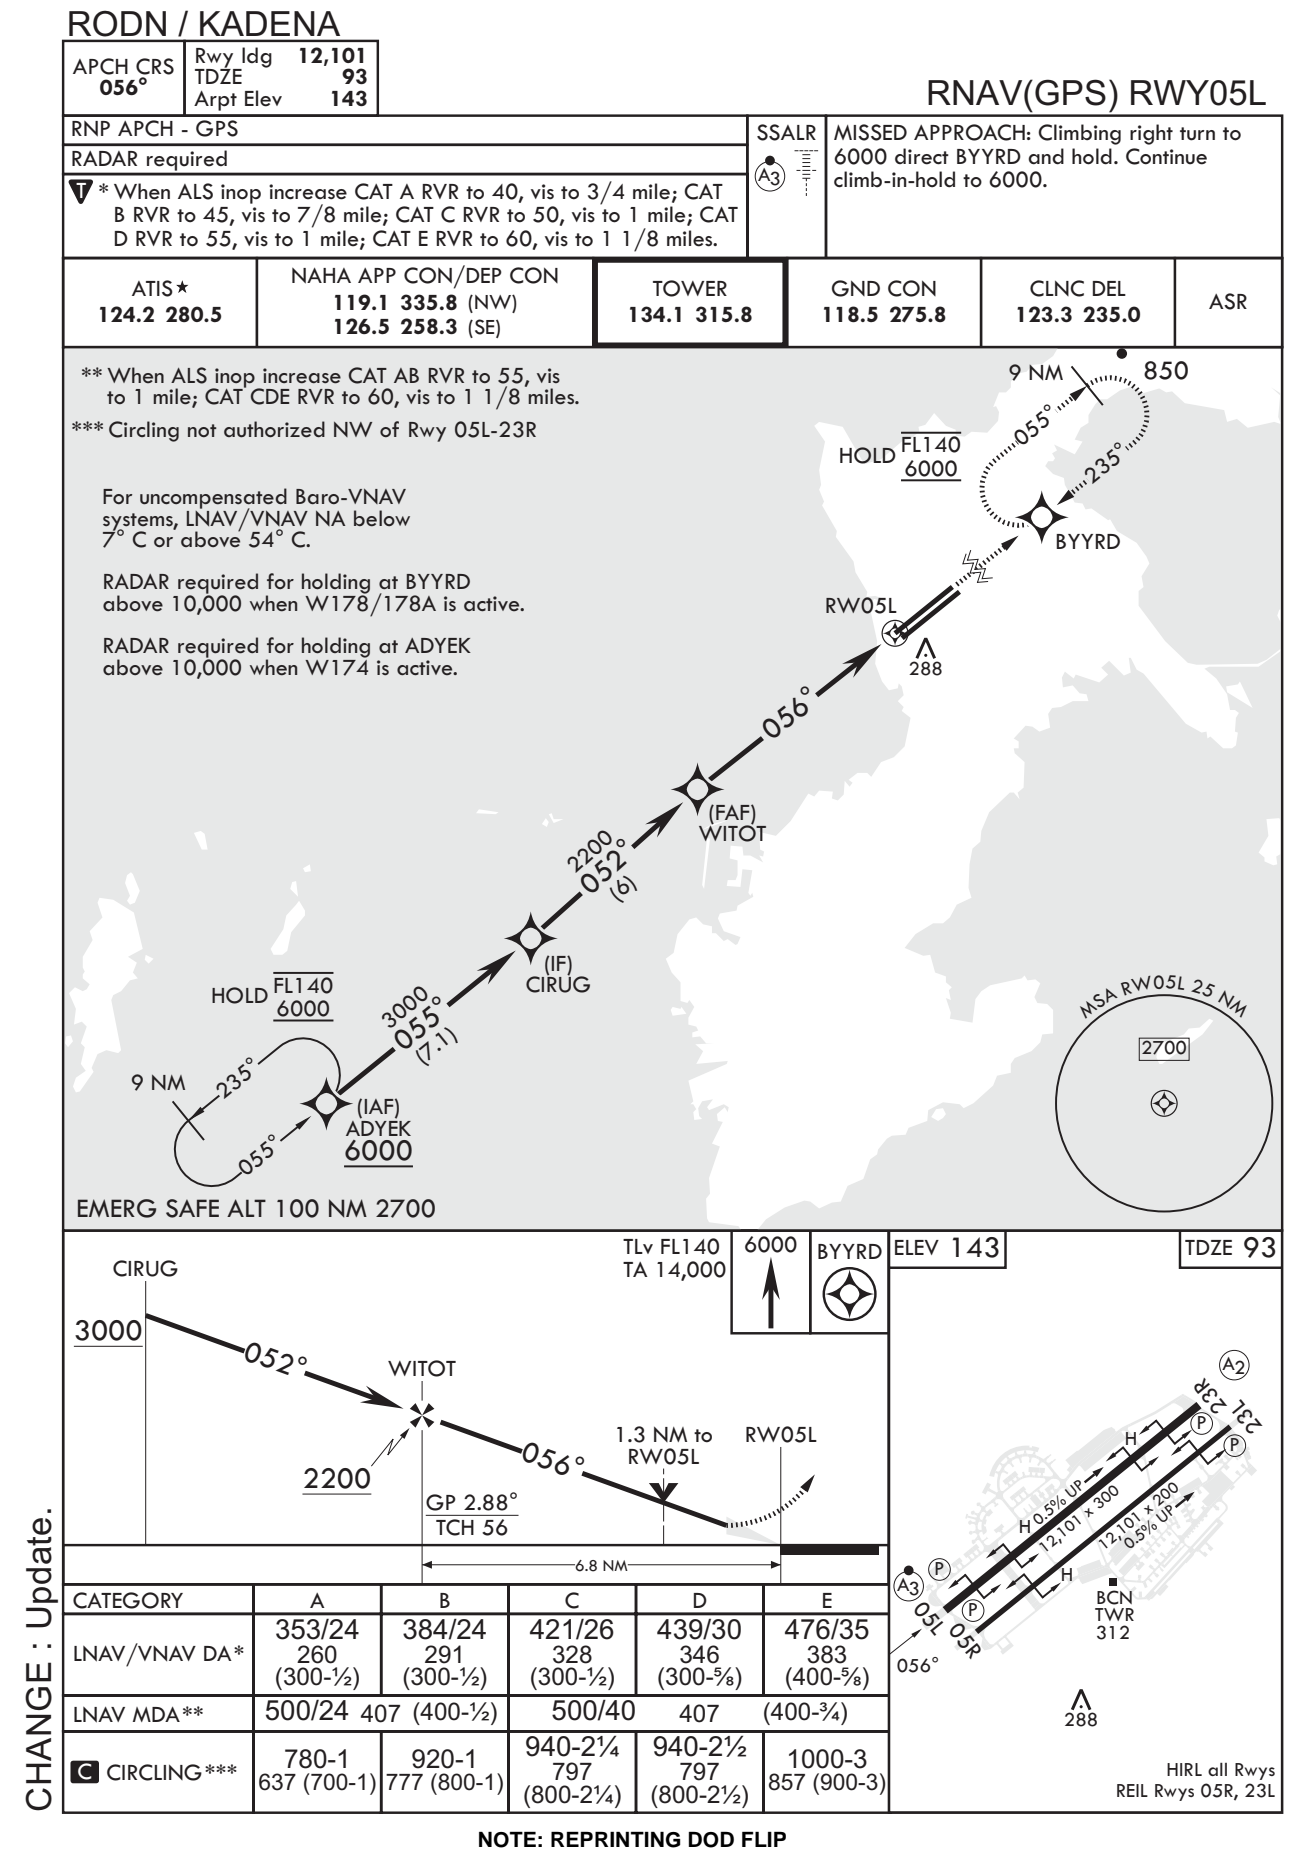 RODN / KADENA
APCH CRS
056°
Rwy ldg 12,101
TDZE 93
Arpt Elev 143
RNAV(GPS) RWY05L
RNP APCH - GPS
RADAR required
T * When ALS inop increase CAT A RVR to 40, vis to 3/4 mile; CAT
B RVR to 45, vis to 7/8 mile; CAT C RVR to 50, vis to 1 mile; CAT
D RVR to 55, vis to 1 mile; CAT E RVR to 60, vis to 1 1/8 miles.
SSALR
A3
MISSED APPROACH: Climbing right turn to
6000 direct BYYRD and hold. Continue
climb-in-hold to 6000.
ATIS★
124.2 280.5
NAHA APP CON/DEP CON
119.1 335.8 (NW)
126.5 258.3 (SE)
TOWER
134.1 315.8
GND CON
118.5 275.8
CLNC DEL
123.3 235.0
ASR
** When ALS inop increase CAT AB RVR to 55, vis
to 1 mile; CAT CDE RVR to 60, vis to 1 1/8 miles.
*** Circling not authorized NW of Rwy 05L-23R
For uncompensated Baro-VNAV
systems, LNAV/VNAV NA below
7° C or above 54° C.
RADAR required for holding at BYYRD
above 10,000 when W178/178A is active.
RADAR required for holding at ADYEK
above 10,000 when W174 is active.
9 NM
850
055°
235°
HOLD FL140
6000
BYYRD
RW05L
288
056°
(FAF)
WITOT
2200
052°
(6)
(IF)
CIRUG
3000
055°
(7.1)
HOLD FL140
6000
9 NM
235°
055°
(IAF)
ADYEK
6000
MSA RW05L 25 NM
2700
EMERG SAFE ALT 100 NM 2700
CIRUG
3000
052°
WITOT
2200
056°
GP 2.88°
TCH 56
1.3 NM to
RW05L
RW05L
6.8 NM
TLv FL140
TA 14,000
6000
BYYRD
ELEV 143
TDZE 93
A2
23R
23L
P
P
H
0.5% UP
H
12,101 x 300
12,101 x 200
0.5% UP
H
A3
P
P
05L
05R
056°
BCN
TWR
312
288
HIRL all Rwys
REIL Rwys 05R, 23L
CATEGORY A B C D E
LNAV/VNAV DA*
353/24
260
(300-½)
384/24
291
(300-½)
421/26
328
(300-½)
439/30
346
(300-⅝)
476/35
383
(400-⅝)
LNAV MDA** 500/24 407 (400-½) 500/40 407 (400-¾)
C CIRCLING***
780-1
637 (700-1)
920-1
777 (800-1)
940-2¼
797
(800-2¼)
940-2½
797
(800-2½)
1000-3
857 (900-3)
CHANGE : Update.
NOTE: REPRINTING DOD FLIP